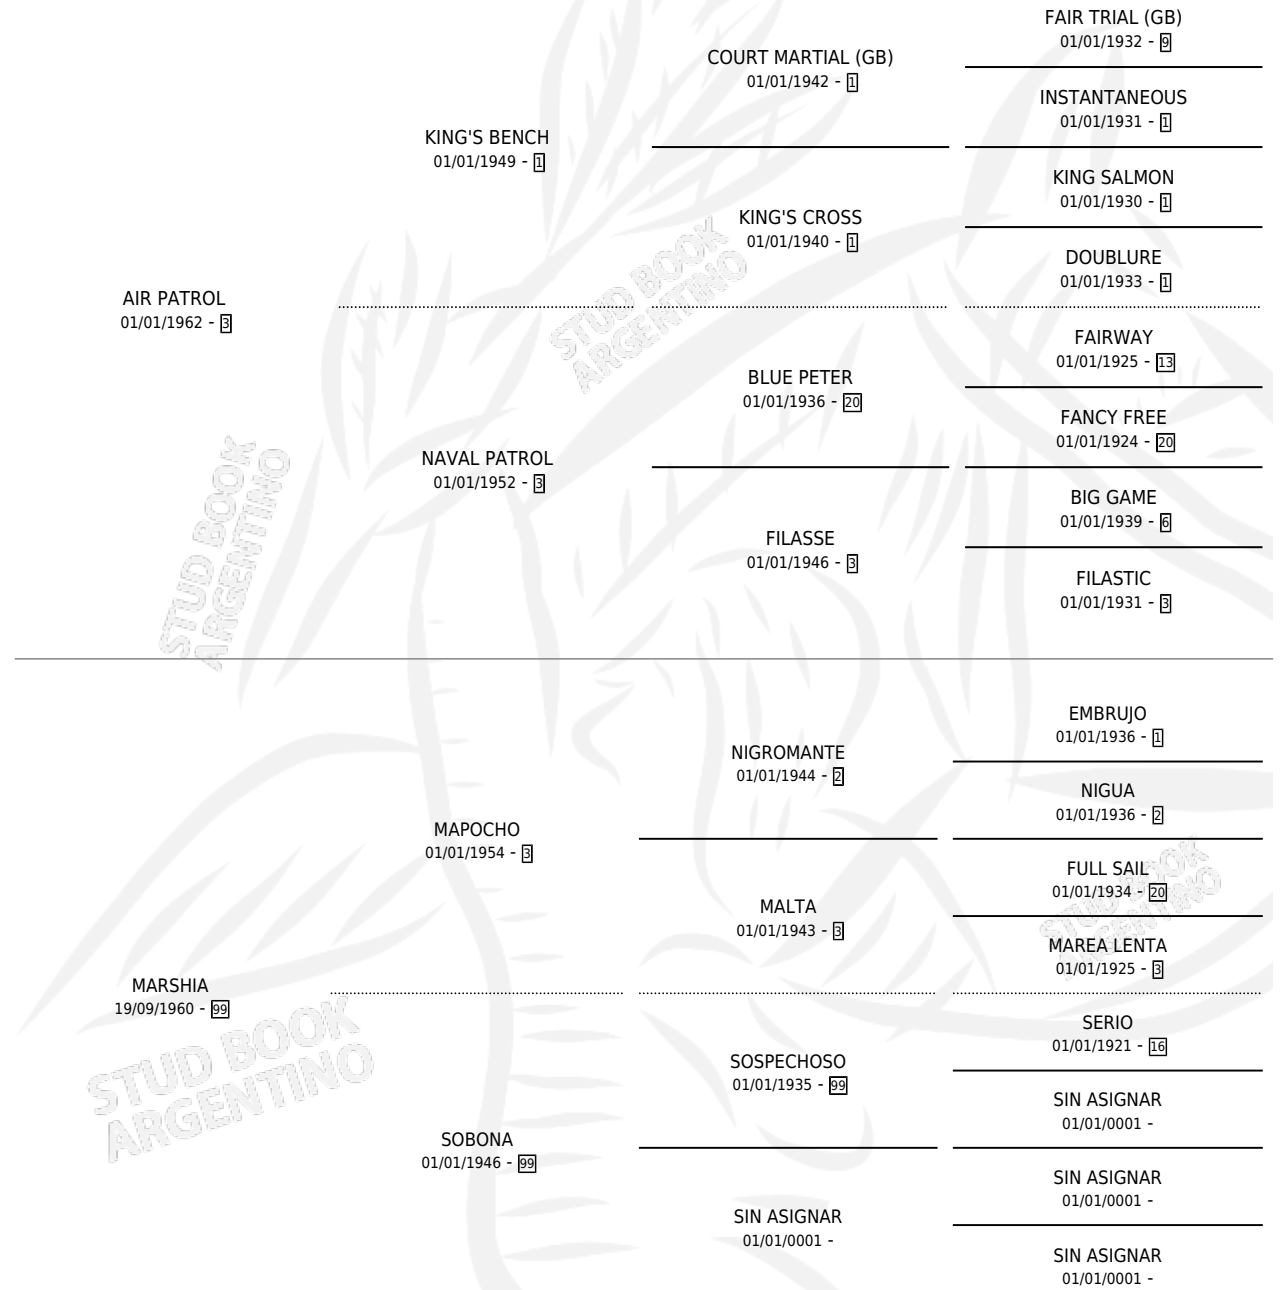 FAIR TRIAL (GB)
01/01/1932 - 9
COURT MARTIAL (GB)
01/01/1942 - 1
INSTANTANEOUS
01/01/1931 - 1
KING'S BENCH
01/01/1949 - 1
KING SALMON
01/01/1930 - 1
KING'S CROSS
01/01/1940 - 1
DOUBLURE
01/01/1933 - 1
AIR PATROL
01/01/1962 - 3
FAIRWAY
01/01/1925 - 13
BLUE PETER
01/01/1936 - 20
FANCY FREE
01/01/1924 - 20
NAVAL PATROL
01/01/1952 - 3
BIG GAME
01/01/1939 - 6
FILASSE
01/01/1946 - 3
FILASTIC
01/01/1931 - 3
EMBRUJO
01/01/1936 - 1
NIGROMANTE
01/01/1944 - 2
NIGUA
01/01/1936 - 2
MAPOCHO
01/01/1954 - 3
FULL SAIL
01/01/1934 - 20
MALTA
01/01/1943 - 3
MAREA LENTA
01/01/1925 - 3
MARSHIA
19/09/1960 - 99
SERIO
01/01/1921 - 16
SOSPECHOSO
01/01/1935 - 99
SIN ASIGNAR
01/01/0001 -
SOBONA
01/01/1946 - 99
SIN ASIGNAR
01/01/0001 -
SIN ASIGNAR
01/01/0001 -
SIN ASIGNAR
01/01/0001 -
STUD BOOK
ARGENTINO
STUD BOOK
ARGENTINO
STUD BOOK
ARGENTINO
STUD BOOK
ARGENTINO